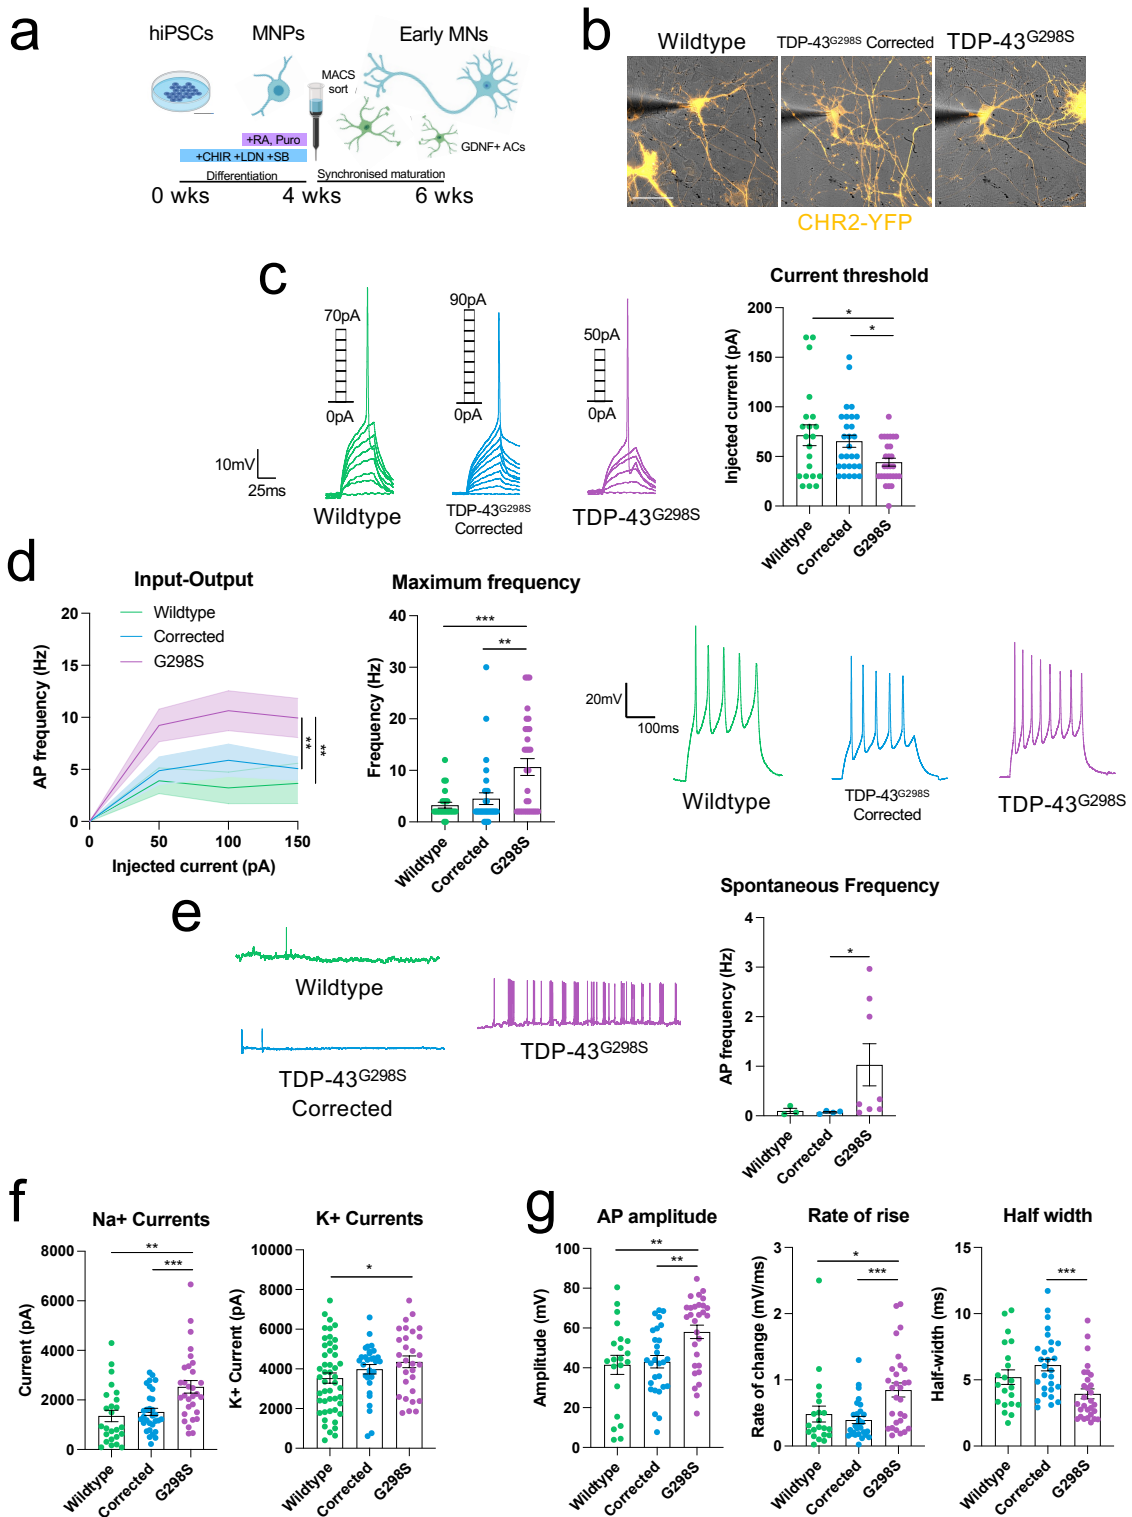 a
hiPSCs
MNPs
Early MNs
MACS
sort
+RA, Puro
+CHIR +LDN +SB
GDNF+ ACs
Differentiation
Synchronised maturation
0 wks
4 wks
6 wks
b
Wildtype
TDP-43G298S Corrected
TDP-43G298S
CHR2-YFP
c
70pA
0pA
90pA
0pA
50pA
0pA
10mV
25ms
Wildtype
TDP-43G298S
Corrected
TDP-43G298S
Current threshold
Injected current (pA)
200
150
100
50
0
*
*
Wildtype
Corrected
G298S
d
Input-Output
Wildtype
Corrected
G298S
AP frequency (Hz)
20
15
10
5
0
0
50
100
150
Injected current (pA)
**
**
Maximum frequency
Frequency (Hz)
40
30
20
10
0
***
**
Wildtype
Corrected
G298S
20mV
100ms
Wildtype
TDP-43G298S
Corrected
TDP-43G298S
e
Wildtype
TDP-43G298S
Corrected
TDP-43G298S
Spontaneous Frequency
AP frequency (Hz)
4
3
2
1
0
*
Wildtype
Corrected
G298S
f
Na+ Currents
Current (pA)
8000
6000
4000
2000
0
**
***
Wildtype
Corrected
G298S
K+ Currents
K+ Current (pA)
10000
8000
6000
4000
2000
0
*
Wildtype
Corrected
G298S
g
AP amplitude
Amplitude (mV)
100
80
60
40
20
0
**
**
Wildtype
Corrected
G298S
Rate of rise
Rate of change (mV/ms)
3
2
1
0
*
***
Wildtype
Corrected
G298S
Half width
Half-width (ms)
15
10
5
0
***
Wildtype
Corrected
G298S